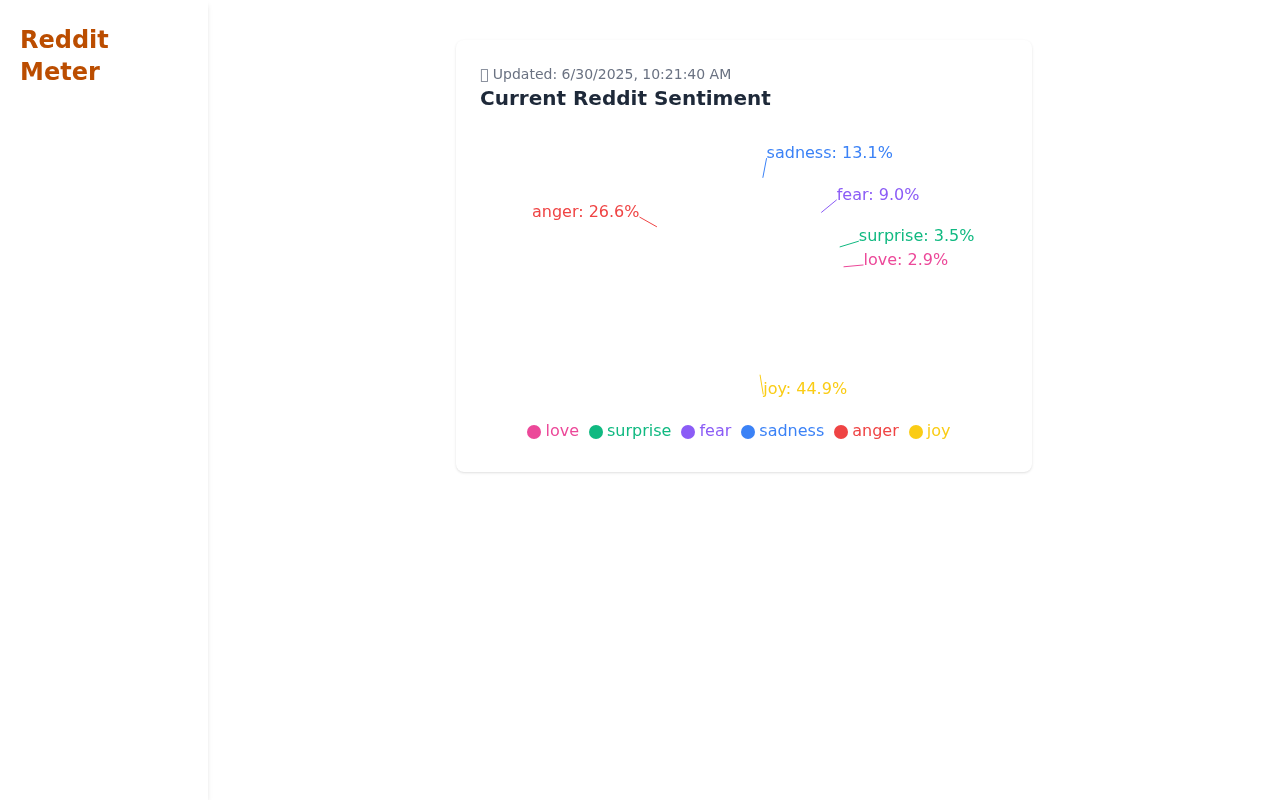 Reddit
Meter
Updated: 6/30/2025, 10:21:40 AM
Current Reddit Sentiment
sadness: 13.1%
fear: 9.0%
anger: 26.6%
surprise: 3.5%
love: 2.9%
joy: 44.9%
love surprise fear sadness anger joy